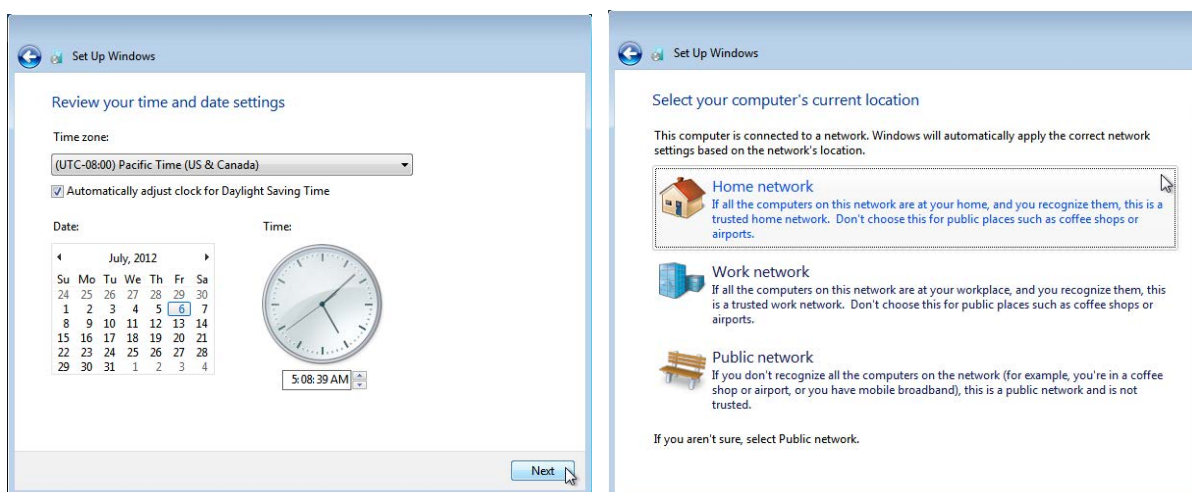 Set Up Windows
Review your time and date settings
Time zone:
(UTC-08:00) Pacific Time (US & Canada)
Automatically adjust clock for Daylight Saving Time
Date:
Time:
July, 2012
Su Mo Tu We Th Fr Sa
24 25 26 27 28 29 30
1 2 3 4 5 6 7
8 9 10 11 12 13 14
15 16 17 18 19 20 21
22 23 24 25 26 27 28
29 30 31 1 2 3 4
5:08:39 AM
Next
Set Up Windows
Select your computer's current location
This computer is connected to a network. Windows will automatically apply the correct network
settings based on the network's location.
Home network
If all the computers on this network are at your home, and you recognize them, this is a
trusted home network. Don't choose this for public places such as coffee shops or
airports.
Work network
If all the computers on this network are at your workplace, and you recognize them, this
is a trusted work network. Don't choose this for public places such as coffee shops or
airports.
Public network
If you don't recognize all the computers on the network (for example, you're in a coffee
shop or airport, or you have mobile broadband), this is a public network and is not
trusted.
If you aren't sure, select Public network.